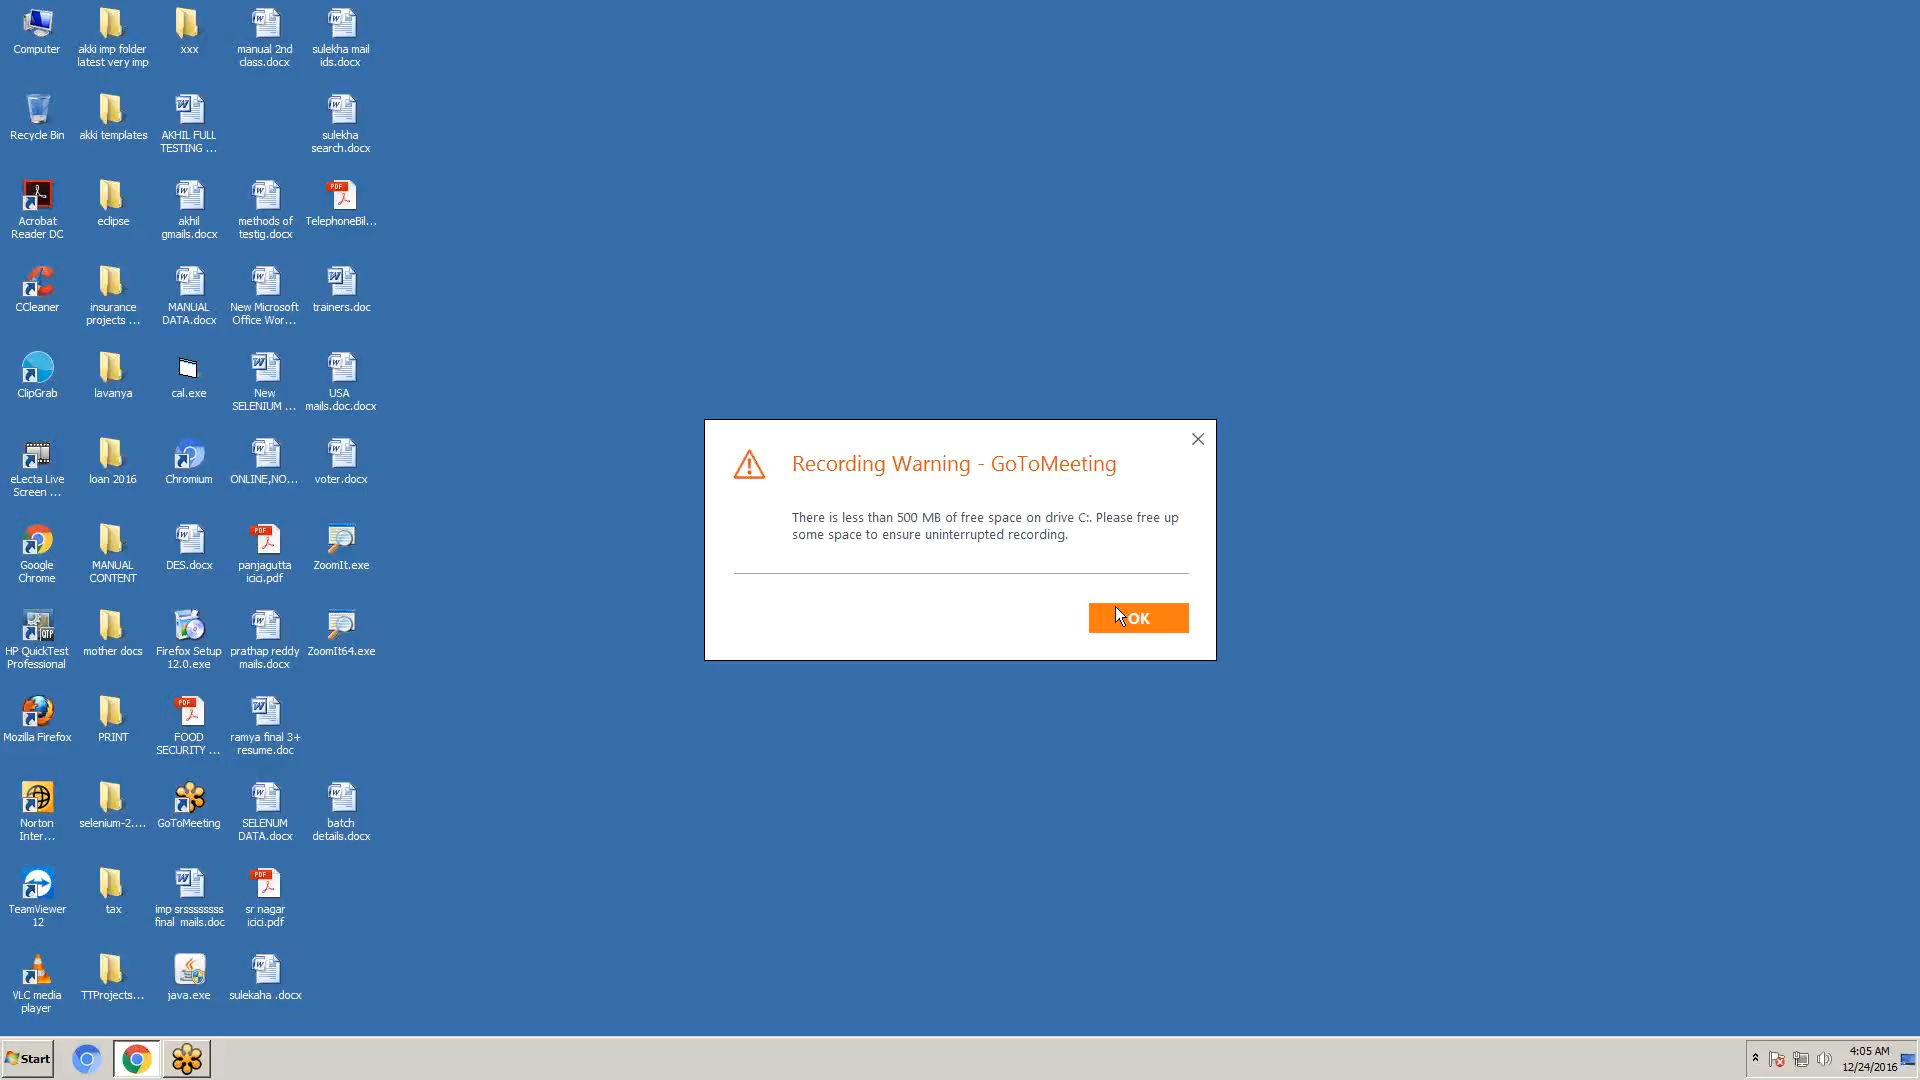 Computer
akki imp folder
latest very imp
xxx
manual 2nd
class.docx
sulekha mail
ids.docx
Recycle Bin
akki templates
AKHIL FULL
TESTING ...
sulekha
search.docx
Acrobat
Reader DC
eclipse
akhil
gmails.docx
methods of
testig.docx
PDF
TelephoneBil...
CCleaner
insurance
projects ...
MANUAL
DATA.docx
New Microsoft
Office Wor...
trainers.doc
ClipGrab
lavanya
cal.exe
New
SELENIUM ...
USA
mails.doc.docx
eLecta Live
Screen ...
loan 2016
Chromium
ONLINE,NO...
voter.docx
Google
Chrome
MANUAL
CONTENT
DES.docx
PDF
panjagutta
icici.pdf
ZoomIt.exe
QTP
HP QuickTest
Professional
mother docs
Firefox Setup
12.0.exe
prathap reddy
mails.docx
ZoomIt64.exe
Mozilla Firefox
PRINT
PDF
FOOD
SECURITY ...
ramya final 3+
resume.doc
Norton
Inter...
selenium-2....
GoToMeeting
SELENUM
DATA.docx
batch
details.docx
TeamViewer
12
tax
imp srssssssss
final mails.doc
PDF
sr nagar
icici.pdf
VLC media
player
TTProjects...
java.exe
sulekaha .docx
Recording Warning - GoToMeeting
There is less than 500 MB of free space on drive C:. Please free up
some space to ensure uninterrupted recording.
OK
Start
4:05 AM
12/24/2016